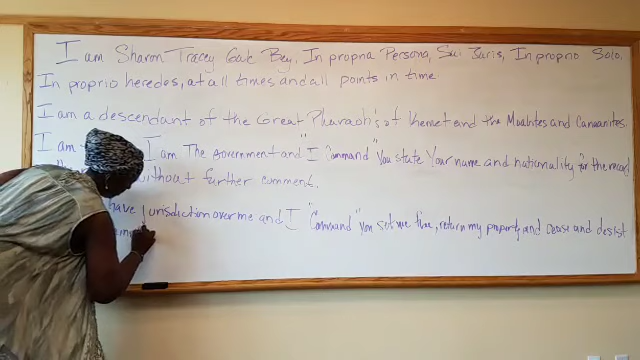 I am Sharon Tracey Gale Bey, In propria Persona, Sui Juris, In proprio Solo,
In proprio heredes, at all times and all points in time
I am a descendant of the Great Pharaoh's of Kemet and the Moabites and Canaanites.
I am I am The Government and "I Command" you state Your name and nationality for the record
without further comment.
have jurisdiction over me and I "Command" you set me free, return my property and cease and desist